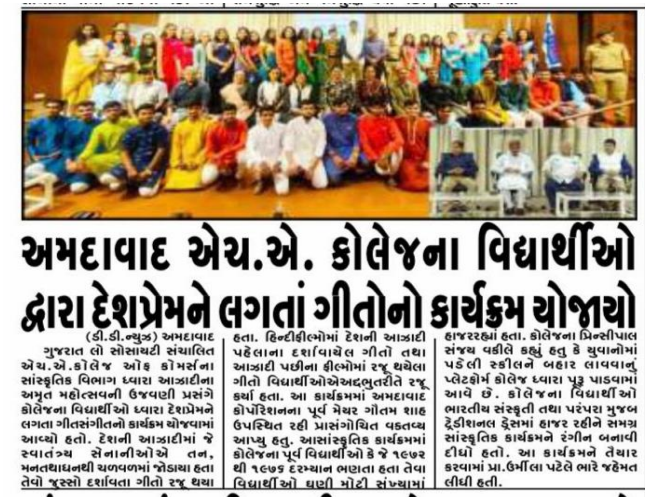 અમદાવાદ એચ.એ. કોલેજના વિદ્યાર્થીઓ
દ્વારા દેશપ્રેમને લગતાં ગીતોનો કાર્યક્રમ યોજાયો
(ડી.ડી.ન્યુઝ) અમદાવાદ
ગુજરાત લો સોસાયટી સંચાલિત
એચ.એ.કોલેજ ઓફ કોમર્સના
સાંસ્કૃતિક વિભાગ ધ્વારા આઝાદીના
અમૃત મહોત્સવની ઉજવણી પ્રસંગે
કોલેજના વિદ્યાર્થીઓ ધ્વારા દેશપ્રેમને
લગતા ગીતસંગીતનો કાર્યક્રમ યોજવામાં
આવ્યો હતો. દેશની આઝાદીમાં જે
સ્વાતંત્ર્ય સેનાનીઓએ તન,
મનતથાધનથી ચળવળમાં જોડાયા હતા
તેવો જુસ્સો દર્શાવતા ગીતો રજૂ થયા
હતા. હિન્દીફીલ્મોમાં દેશની આઝાદી
પહેલાના દર્શાવાયેલ ગીતો તથા
આઝાદી પછીના ફીલ્મોમાં રજૂ થયેલા
ગીતો વિદ્યાર્થીઓએઅદ્દભુતરીતે રજૂ
કર્યા હતા. આ કાર્યક્રમમાં અમદાવાદ
કોર્પોરેશનના પૂર્વ મેયર ગૌતમ શાહ
ઉપસ્થિત રહી પ્રાસંગોચિત વક્તવ્ય
આપ્યુ હતુ. આસાંસ્કૃતિક કાર્યક્રમમાં
કોલેજના પૂર્વ વિદ્યાર્થીઓ કે જે ૧૯૭૨
થી ૧૯૭૬ દરમ્યાન ભણતા હતા તેવા
વિદ્યાર્થીઓ ઘણી મોટી સંખ્યામાં
હાજરરહ્યાં હતા. કોલેજના પ્રિન્સીપાલ
સંજય વકીલે કહ્યું હતુ કે યુવાનોમાં
પડેલી સ્કીલને બહાર લાવવાનું
પ્લેટફોર્મ કોલેજ ધ્વારા પૂરૂ પાડવામાં
આવે છે. કોલેજના વિદ્યાર્થીઓ
ભારતીય સંસ્કૃતી તથા પરંપરા મુજબ
ટ્રેડીશનલ ડ્રેસમાં હાજર રહીને સમગ્ર
સાંસ્કૃતિક કાર્યક્રમને રંગીન બનાવી
દીધો હતો. આ કાર્યક્રમને તૈયાર
કરવામાં પ્રા.ઉર્મીલા પટેલે ભારે જહેમત
લીધી હતી.